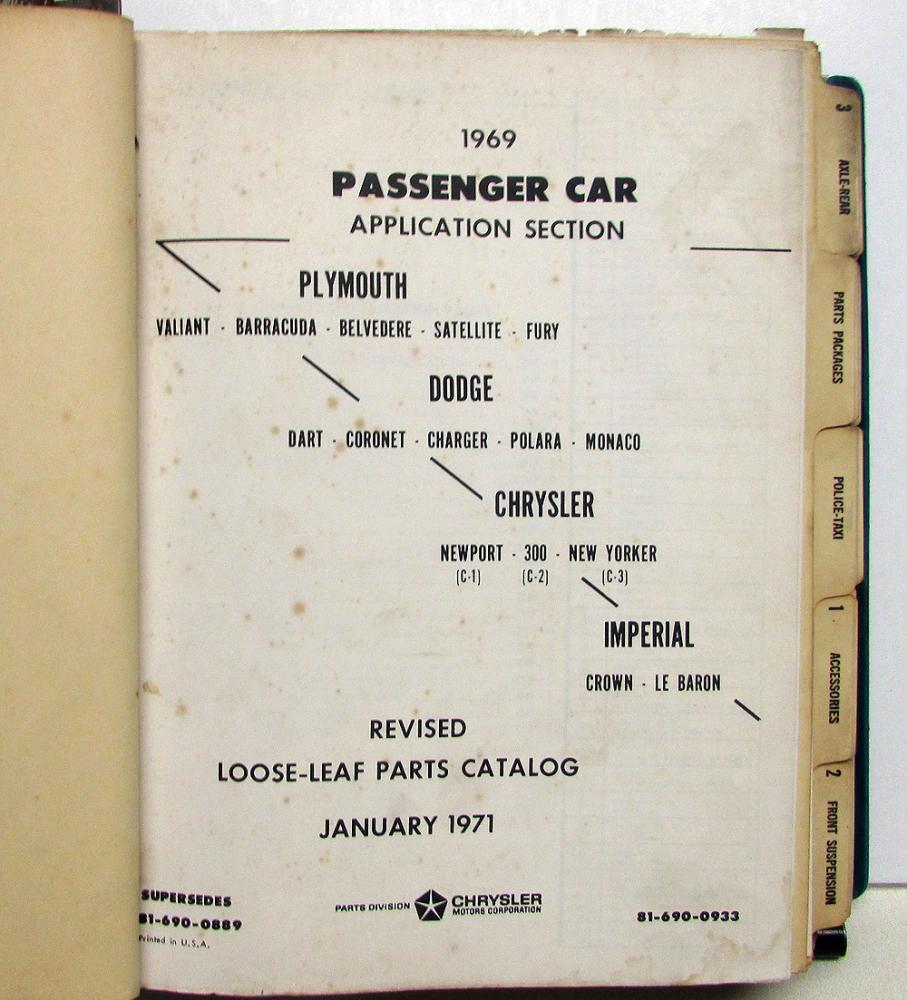 1969
PASSENGER CAR
APPLICATION SECTION
PLYMOUTH
VALIANT - BARRACUDA - BELVEDERE - SATELLITE - FURY
DODGE
DART - CORONET - CHARGER - POLARA - MONACO
CHRYSLER
NEWPORT - 300 - NEW YORKER
(C-1) (C-2) (C-3)
IMPERIAL
CROWN - LE BARON
REVISED
LOOSE-LEAF PARTS CATALOG
JANUARY 1971
SUPERSEDES
81-690-0889
Printed in U.S.A.
PARTS DIVISION CHRYSLER
MOTORS CORPORATION
81-690-0933
3 AXLE-REAR
PARTS PACKAGES
POLICE-TAXI
1 ACCESSORIES
2 FRONT SUSPENSION